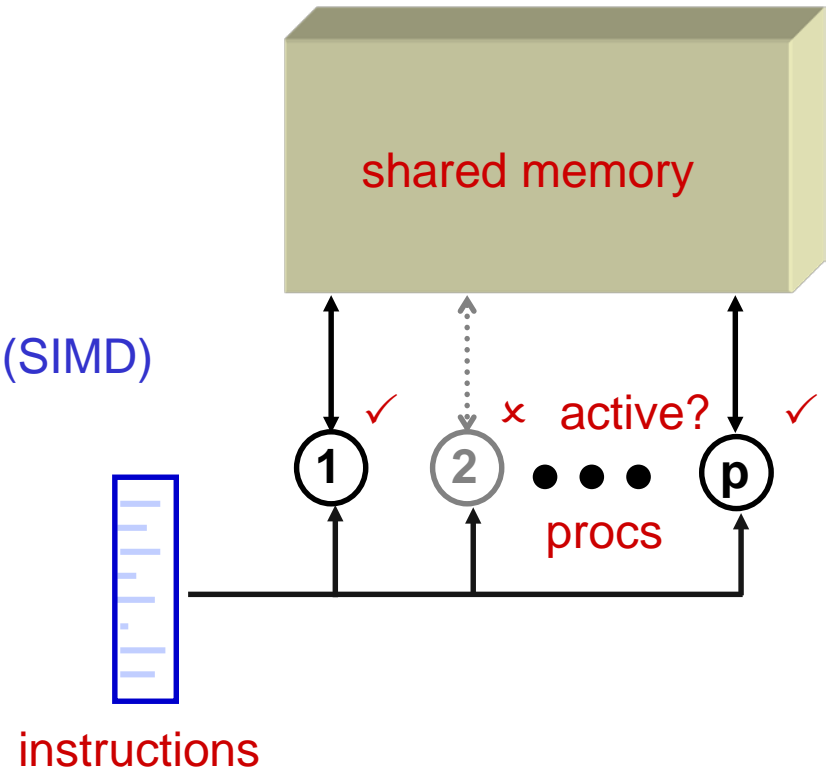 shared memory
(SIMD)
✓ × active? ✓
1 2 ● ● ● p
procs
instructions